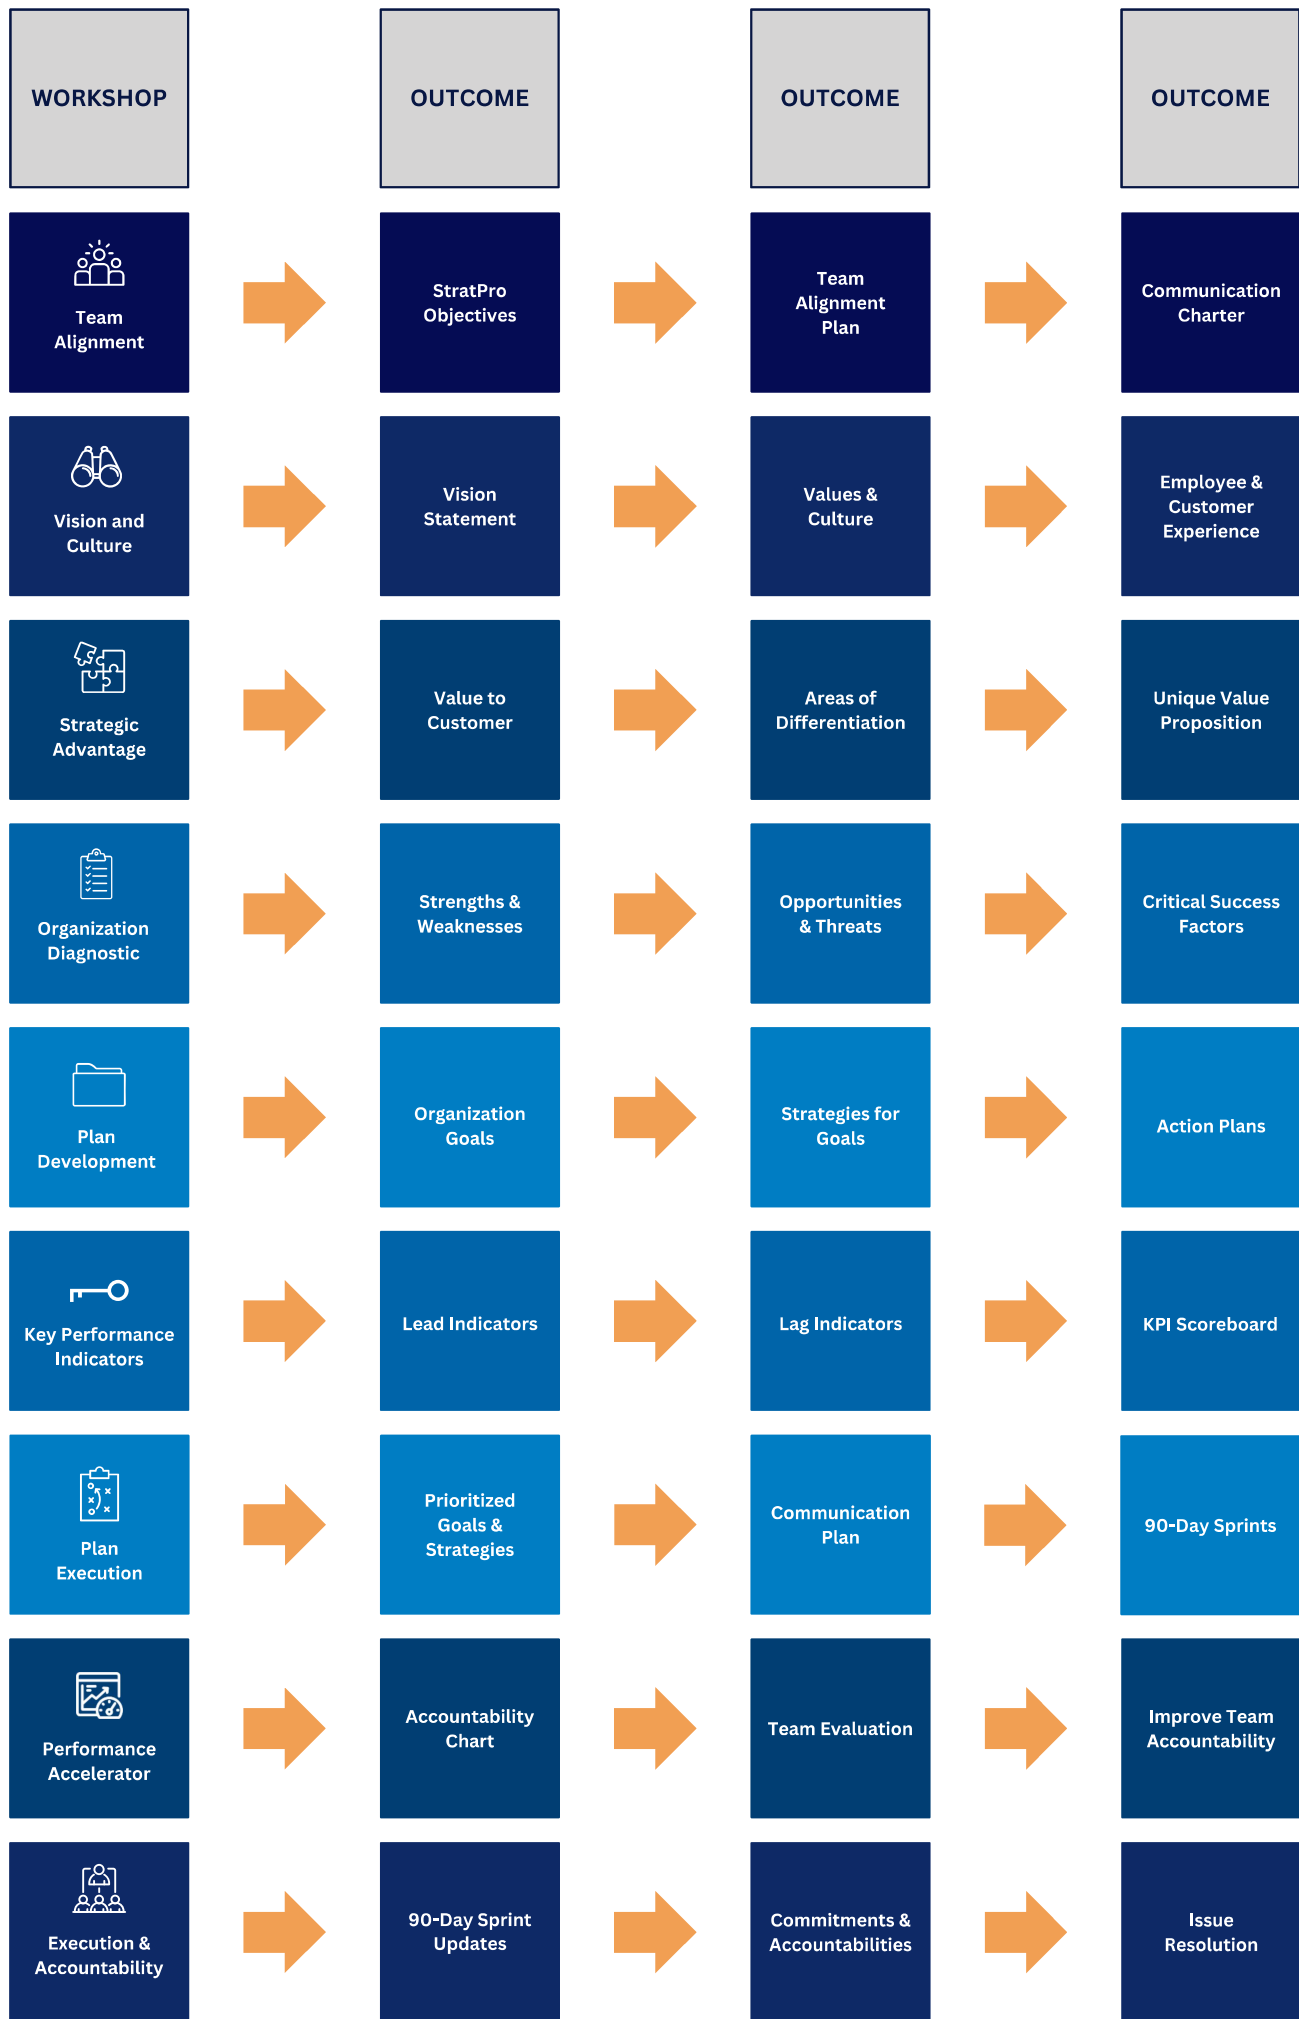 WORKSHOP
OUTCOME
OUTCOME
OUTCOME
Team
Alignment
StratPro
Objectives
Team
Alignment
Plan
Communication
Charter
Vision and
Culture
Vision
Statement
Values &
Culture
Employee &
Customer
Experience
Strategic
Advantage
Value to
Customer
Areas of
Differentiation
Unique Value
Proposition
Organization
Diagnostic
Strengths &
Weaknesses
Opportunities
& Threats
Critical Success
Factors
Plan
Development
Organization
Goals
Strategies for
Goals
Action Plans
Key Performance
Indicators
Lead Indicators
Lag Indicators
KPI Scoreboard
Plan
Execution
Prioritized
Goals &
Strategies
Communication
Plan
90-Day Sprints
Performance
Accelerator
Accountability
Chart
Team Evaluation
Improve Team
Accountability
Execution &
Accountability
90-Day Sprint
Updates
Commitments &
Accountabilities
Issue
Resolution